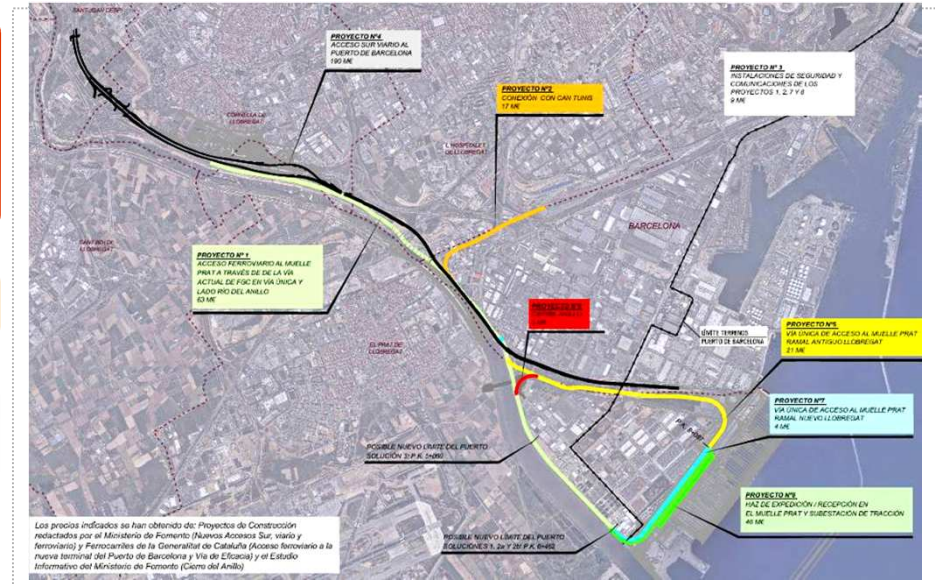 SANT JOAN DESPÍ
PROYECTO Nº4
ACCESO SUR VIARIO AL
PUERTO DE BARCELONA
190 M€
PROYECTO Nº 3
INSTALACIONES DE SEGURIDAD Y
COMUNICACIONES DE LOS
PROYECTOS 1, 2, 7 Y 8
9 M€
PROYECTO Nº2
CONEXIÓN CON CAN TUNIS
17 M€
CORNELLÀ DE
LLOBREGAT
L'HOSPITALET
DE LLOBREGAT
BARCELONA
LLOBREGAT
PROYECTO Nº 1
ACCESO FERROVIARIO AL MUELLE
PRAT A TRAVÉS DE DE LA VÍA
ACTUAL DE FGC EN VÍA ÚNICA Y
LADO RÍO DEL ANILLO
63 M€
EL PRAT DE
LLOBREGAT
LÍMITE TERRENOS
PUERTO DE BARCELONA
VÍA ÚNICA DE ACCESO AL MUELLE PRAT
RAMAL ANTIGUO LLOBREGAT
21 M€
PROYECTO Nº7
VÍA ÚNICA DE ACCESO AL MUELLE PRAT
RAMAL NUEVO LLOBREGAT
4 M€
POSIBLE NUEVO LÍMITE DEL PUERTO
HAZ DE EXPEDICIÓN / RECEPCIÓN EN
EL MUELLE PRAT Y SUBESTACIÓN DE TRACCIÓN
46 M€
POSIBLE NUEVO LÍMITE DEL PUERTO
Los precios indicados se han obtenido de: Proyectos de Construcción
redactados por el Ministerio de Fomento (Nuevos Accesos Sur, viario y
ferroviario) y Ferrocarriles de la Generalitat de Cataluña (Acceso ferroviario a la
nueva terminal del Puerto de Barcelona y Vía de Eficacia) y el Estudio
Informativo del Ministerio de Fomento (Cierre del Anillo)